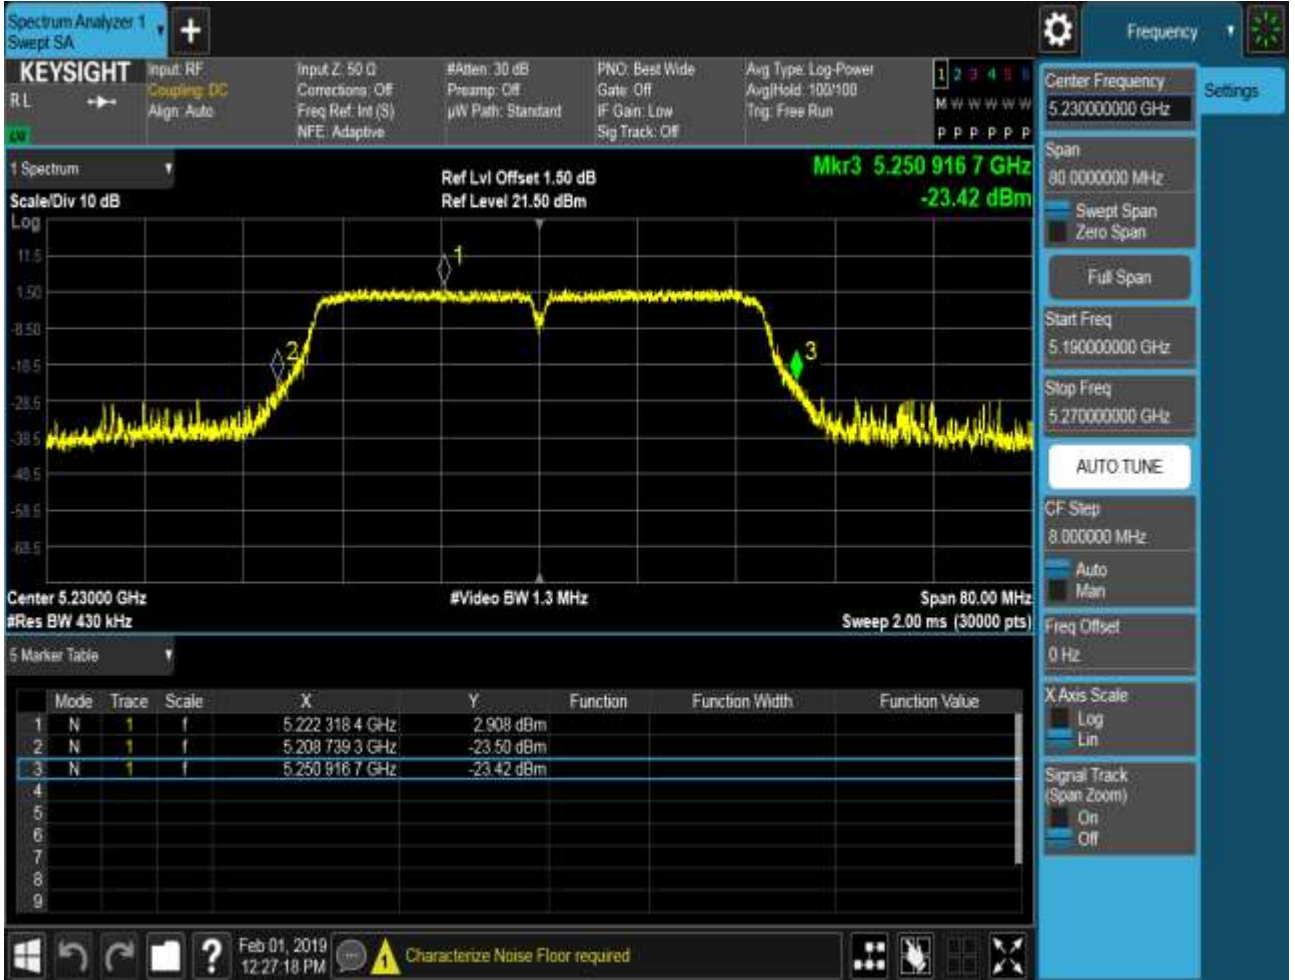 Spectrum Analyzer 1
Swept SA
+
Frequency
KEYSIGHT
RL
Input: RF
Coupling: DC
Align: Auto
Input Z: 50 Ω
Corrections: Off
Freq Ref: Int (S)
NFE: Adaptive
#Atten: 30 dB
Preamp: Off
µW Path: Standard
PNO: Best Wide
Gate: Off
IF Gain: Low
Sig Track: Off
Avg Type: Log-Power
Avg|Hold: 100/100
Trig: Free Run
1 2 3 4 5 6
M W W W W W
P P P P P P
1 Spectrum
Scale/Div 10 dB
Log
Ref Lvl Offset 1.50 dB
Ref Level 21.50 dBm
Mkr3 5.250 916 7 GHz
-23.42 dBm
11.5
1.50
-8.50
-18.5
-28.5
-38.5
-48.5
-58.5
-68.5
1
2
3
Center 5.23000 GHz
#Res BW 430 kHz
#Video BW 1.3 MHz
Span 80.00 MHz
Sweep 2.00 ms (30000 pts)
5 Marker Table
Mode Trace Scale X Y Function Function Width Function Value
1 N 1 f 5.222 318 4 GHz 2.908 dBm
2 N 1 f 5.208 739 3 GHz -23.50 dBm
3 N 1 f 5.250 916 7 GHz -23.42 dBm
4
5
6
7
8
9
?
Feb 01, 2019
12:27:18 PM
1
Characterize Noise Floor required
Center Frequency
5.230000000 GHz
Settings
Span
80.0000000 MHz
Swept Span
Zero Span
Full Span
Start Freq
5.190000000 GHz
Stop Freq
5.270000000 GHz
AUTO TUNE
CF Step
8.000000 MHz
Auto
Man
Freq Offset
0 Hz
X Axis Scale
Log
Lin
Signal Track
(Span Zoom)
On
Off